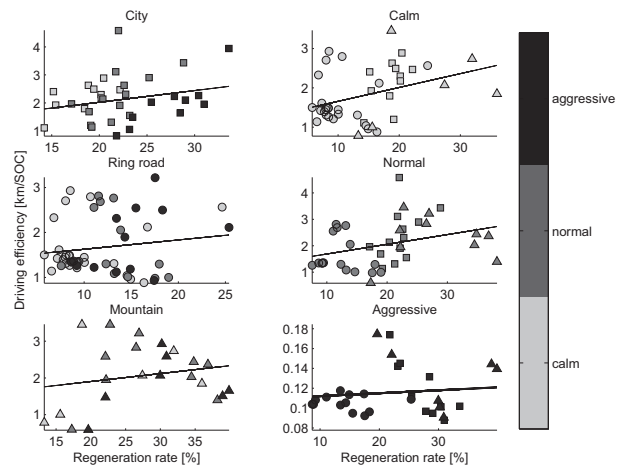 City
4
3
2
1
15 20 25 30
Calm
3
2
1
10 15 20 25 30 35
Driving efficiency [km/SOC]
Ring road
3
2
1
10 15 20 25
Normal
4
3
2
1
10 20 30
Mountain
3
2
1
15 20 25 30 35 40
Regeneration rate [%]
Aggressive
0.18
0.16
0.14
0.12
0.1
0.08
10 20 30 40
Regeneration rate [%]
aggressive
normal
calm